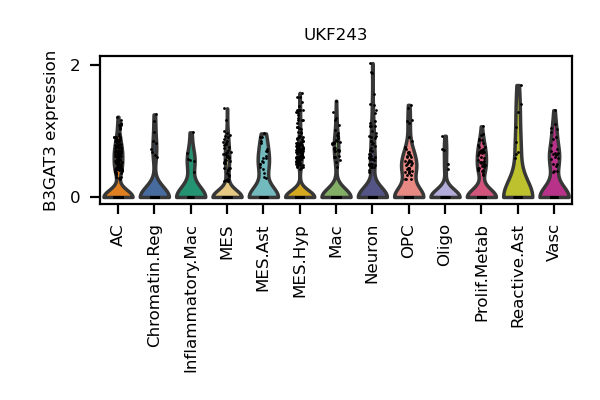 UKF243
B3GAT3 expression
2
0
AC
Chromatin.Reg
Inflammatory.Mac
MES
MES.Ast
MES.Hyp
Mac
Neuron
OPC
Oligo
Prolif.Metab
Reactive.Ast
Vasc